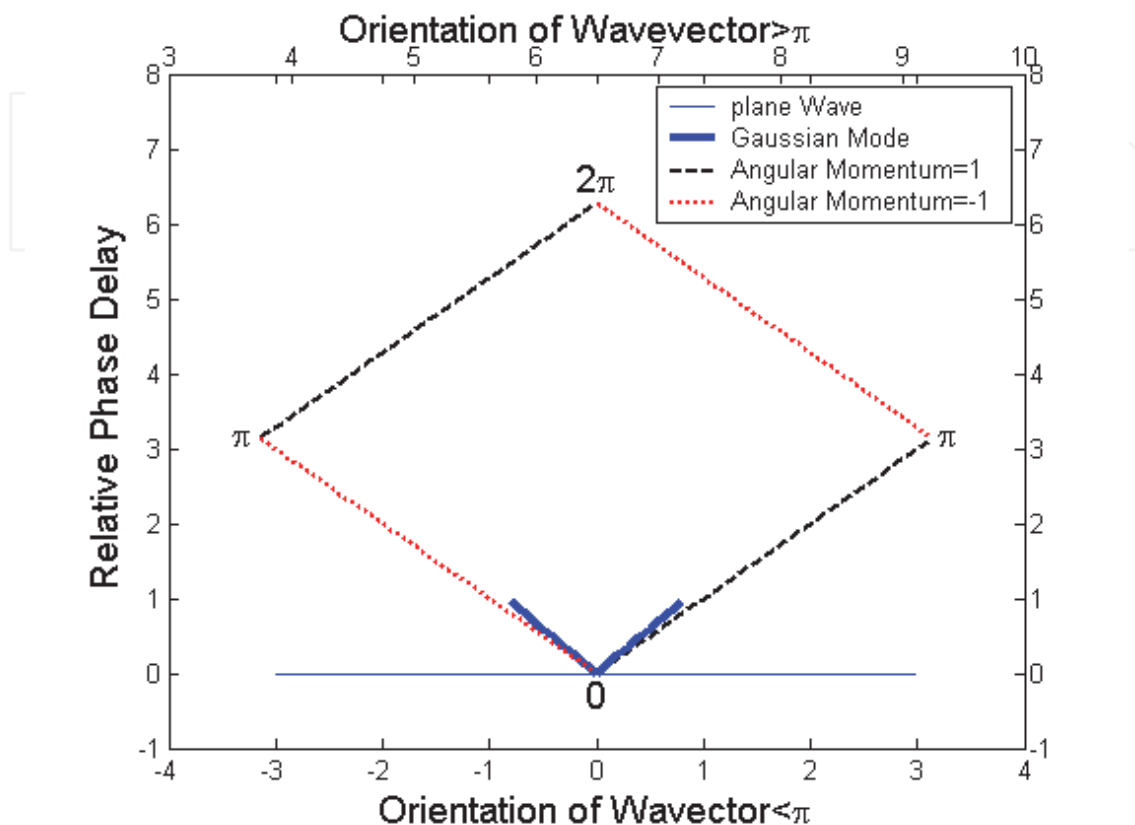 Orientation of Wavevector>π
3 4 5 6 7 8 9 10
8 8
plane Wave
Gaussian Mode
Angular Momentum=1
Angular Momentum=-1
7 7
2π
6 6
5 5
4 4
Relative Phase Delay
3 π π 3
2 2
1 1
0 0
0
-1 -1
-4 -3 -2 -1 0 1 2 3 4
Orientation of Wavector<π